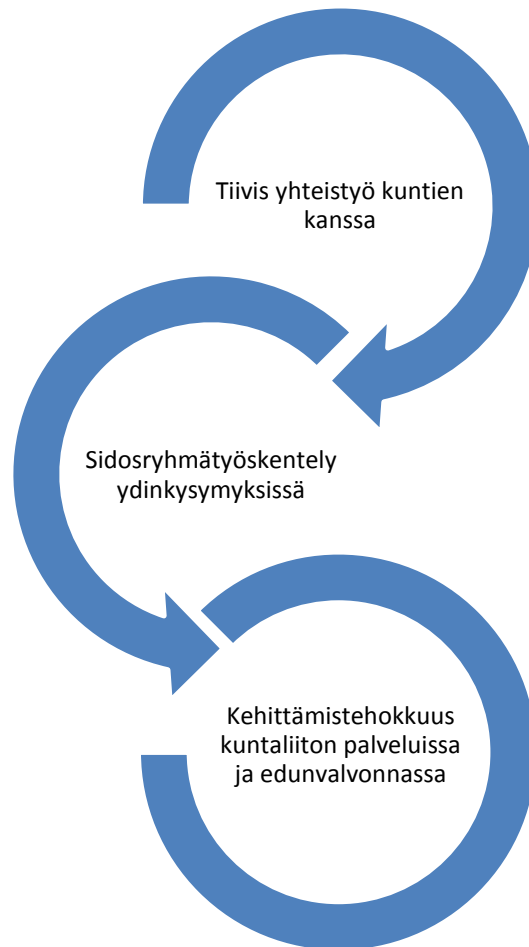 Tiivis yhteistyö kuntien
kanssa
Sidosryhmätyöskentely
ydinkysymyksissä
Kehittämistehokkuus
kuntaliiton palveluissa
ja edunvalvonnassa